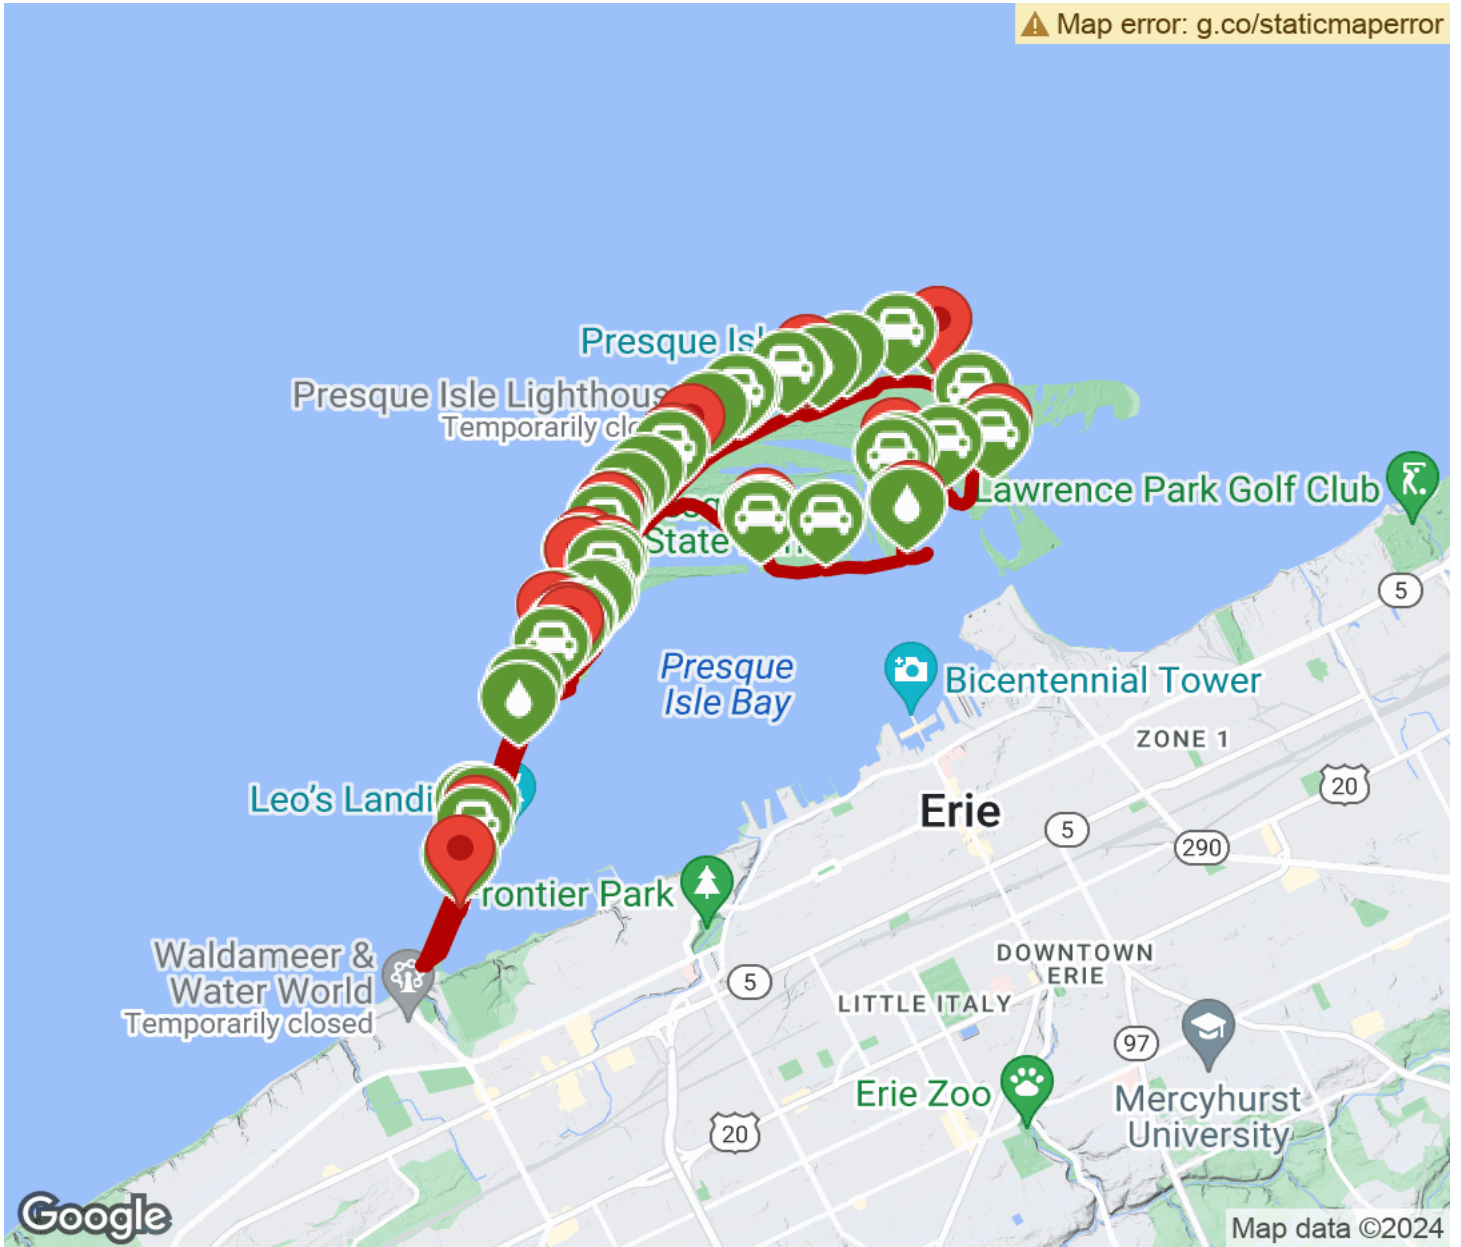 Map error: g.co/staticmaperror
Presque Isl
Presque Isle Lighthous
Temporarily clo
Lawrence Park Golf Club
State
5
Presque
Isle Bay
Bicentennial Tower
ZONE 1
20
Leo's Landi
Erie
5
290
rontier Park
Waldameer &
Water World
Temporarily closed
DOWNTOWN
ERIE
5
LITTLE ITALY
97
Erie Zoo
Mercyhurst
University
20
Google
Map data ©2024